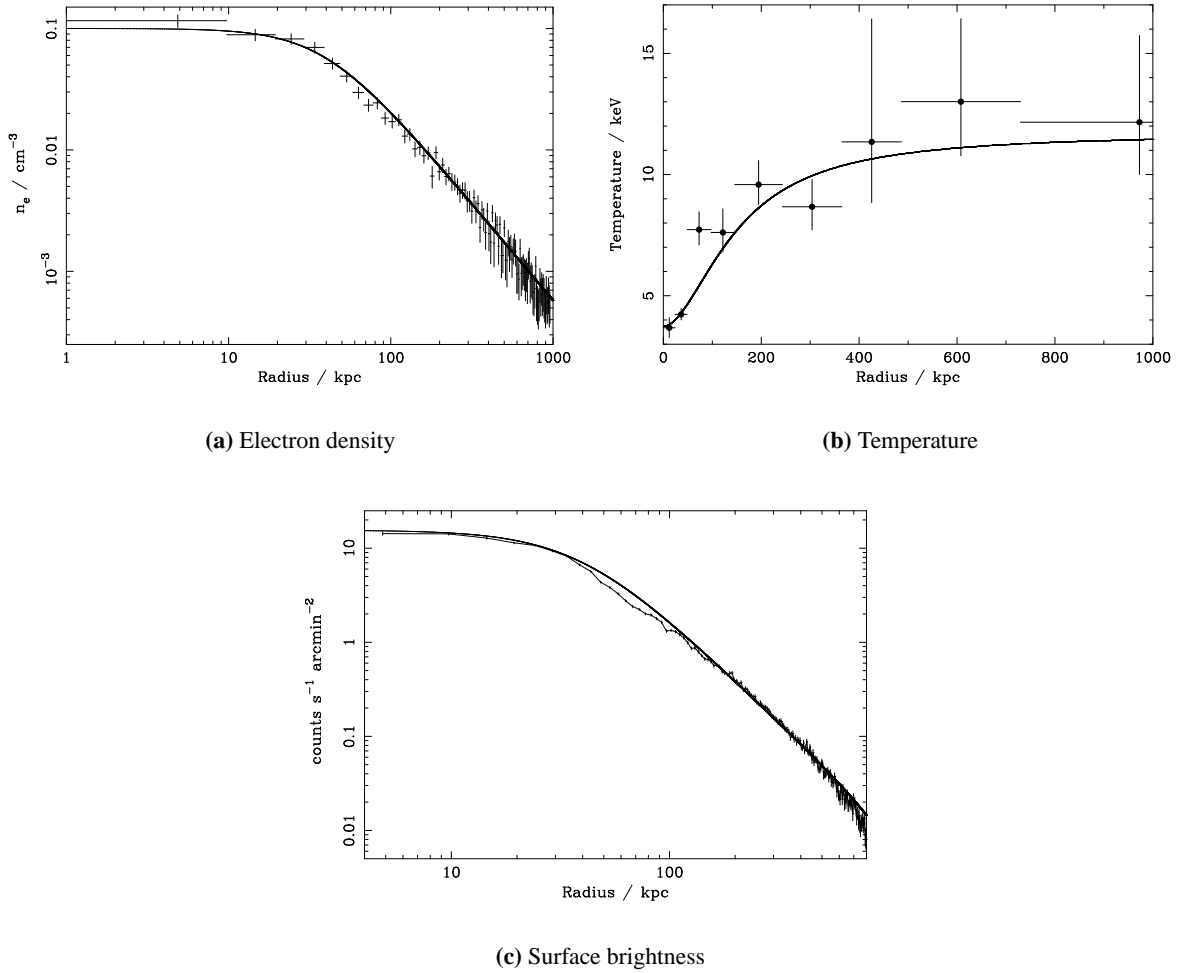 0.1
0.01
10⁻³
n_e / cm⁻³
1 10 100 1000
Radius / kpc
(a) Electron density
15
10
5
Temperature / keV
0 200 400 600 800 1000
Radius / kpc
(b) Temperature
10
1
0.1
0.01
counts s⁻¹ arcmin⁻²
10 100
Radius / kpc
(c) Surface brightness